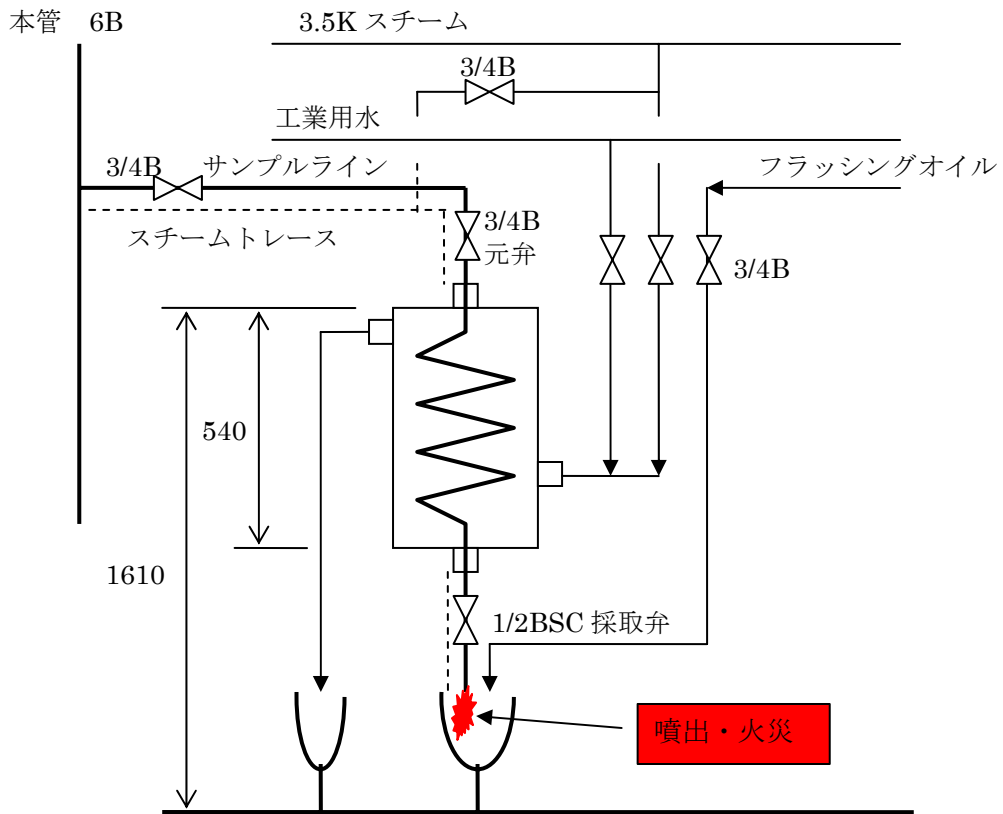 本管 6B
3.5K スチーム
3/4B
工業用水
3/4B
サンプルライン
フラッシングオイル
スチームトレース
3/4B
元弁
3/4B
540
1610
1/2BSC 採取弁
噴出・火災